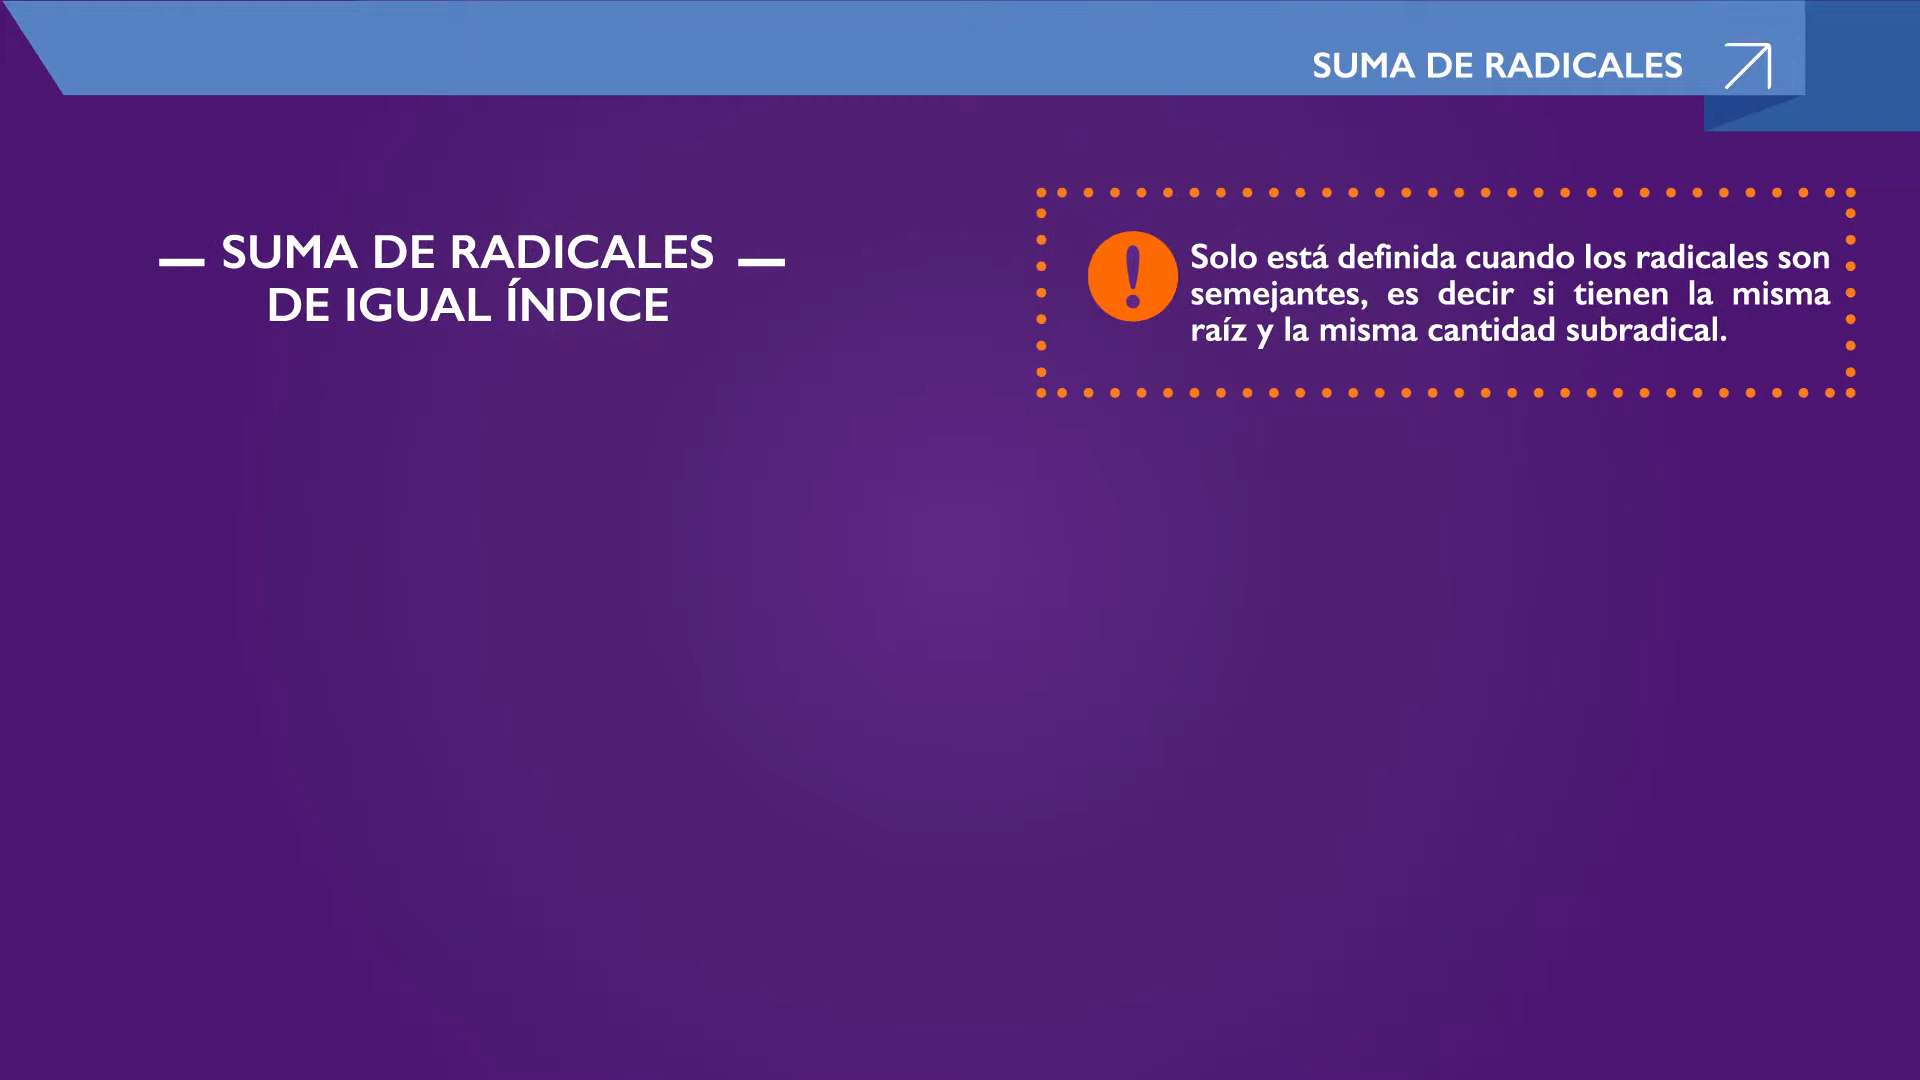 SUMA DE RADICALES
SUMA DE RADICALES
DE IGUAL ÍNDICE
Solo está definida cuando los radicales son
semejantes, es decir si tienen la misma
raíz y la misma cantidad subradical.